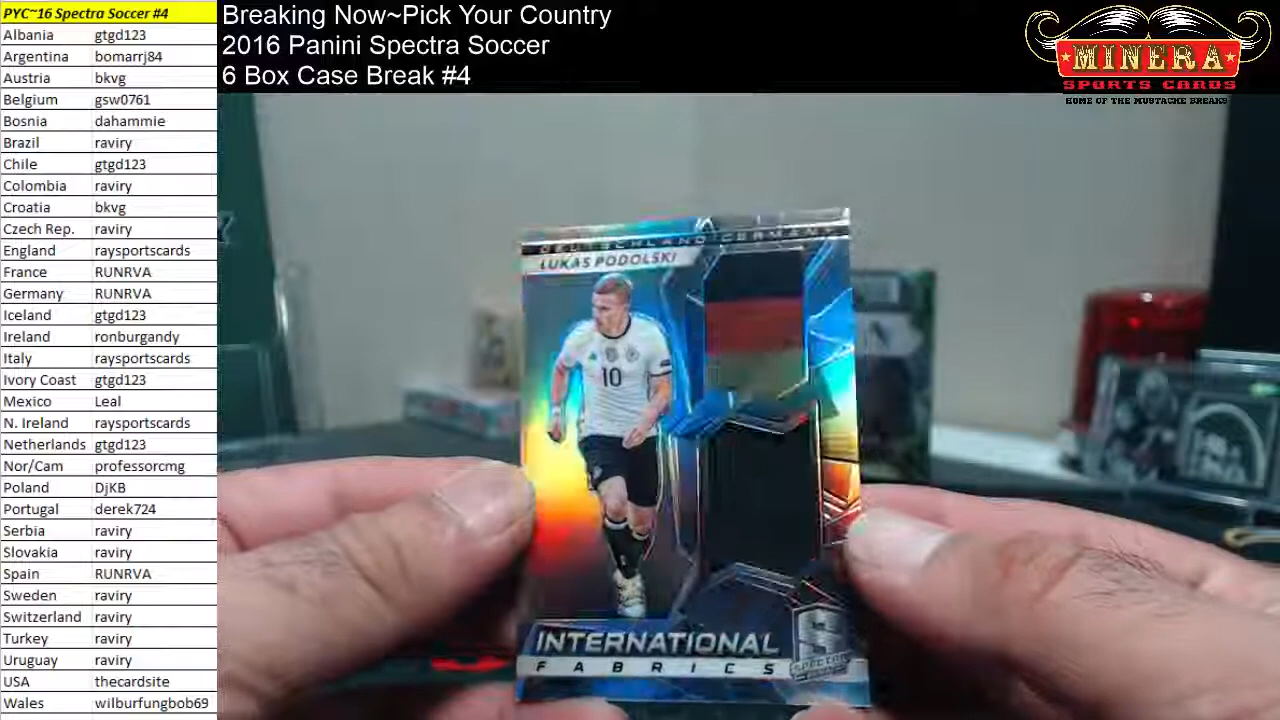 PYC~16 Spectra Soccer #4
Albania gtgd123
Argentina bomarrj84
Austria bkvg
Belgium gsw0761
Bosnia dahammie
Brazil raviry
Chile gtgd123
Colombia raviry
Croatia bkvg
Czech Rep. raviry
England raysportscards
France RUNRVA
Germany RUNRVA
Iceland gtgd123
Ireland ronburgandy
Italy raysportscards
Ivory Coast gtgd123
Mexico Leal
N. Ireland raysportscards
Netherlands gtgd123
Nor/Cam professorcmg
Poland DjKB
Portugal derek724
Serbia raviry
Slovakia raviry
Spain RUNRVA
Sweden raviry
Switzerland raviry
Turkey raviry
Uruguay raviry
USA thecardsite
Wales wilburfungbob69
Breaking Now~Pick Your Country
2016 Panini Spectra Soccer
6 Box Case Break #4
MINERA
SPORTS CARDS
HOME OF THE MUSTACHE BREAKS
DEUTSCHLAND GERMANY
LUKAS PODOLSKI
10
INTERNATIONAL
FABRICS
S
SPECTRA